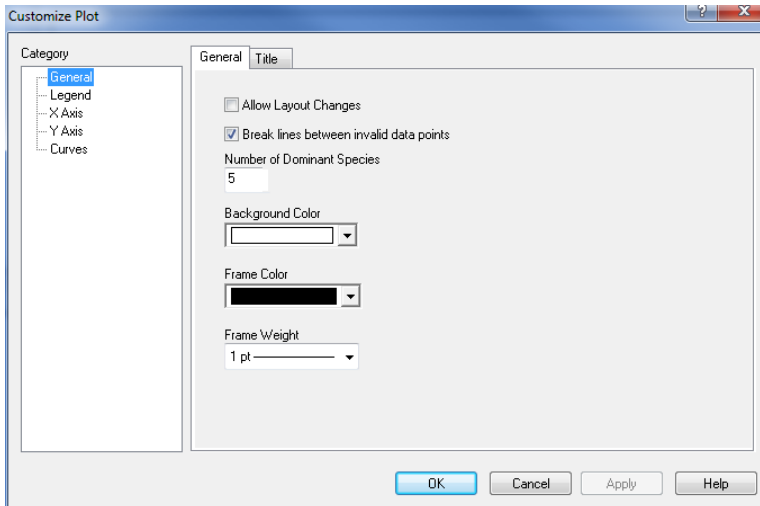 Customize Plot
?
X
Category
General
Legend
X Axis
Y Axis
Curves
General
Title
Allow Layout Changes
Break lines between invalid data points
Number of Dominant Species
5
Background Color
Frame Color
Frame Weight
1 pt
OK
Cancel
Apply
Help